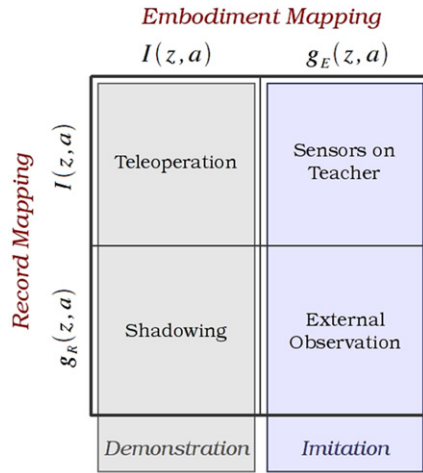 Embodiment Mapping
I(z,a)
g_E(z,a)
Record Mapping
I(z,a)
Teleoperation
Sensors on
Teacher
g_R(z,a)
Shadowing
External
Observation
Demonstration
Imitation